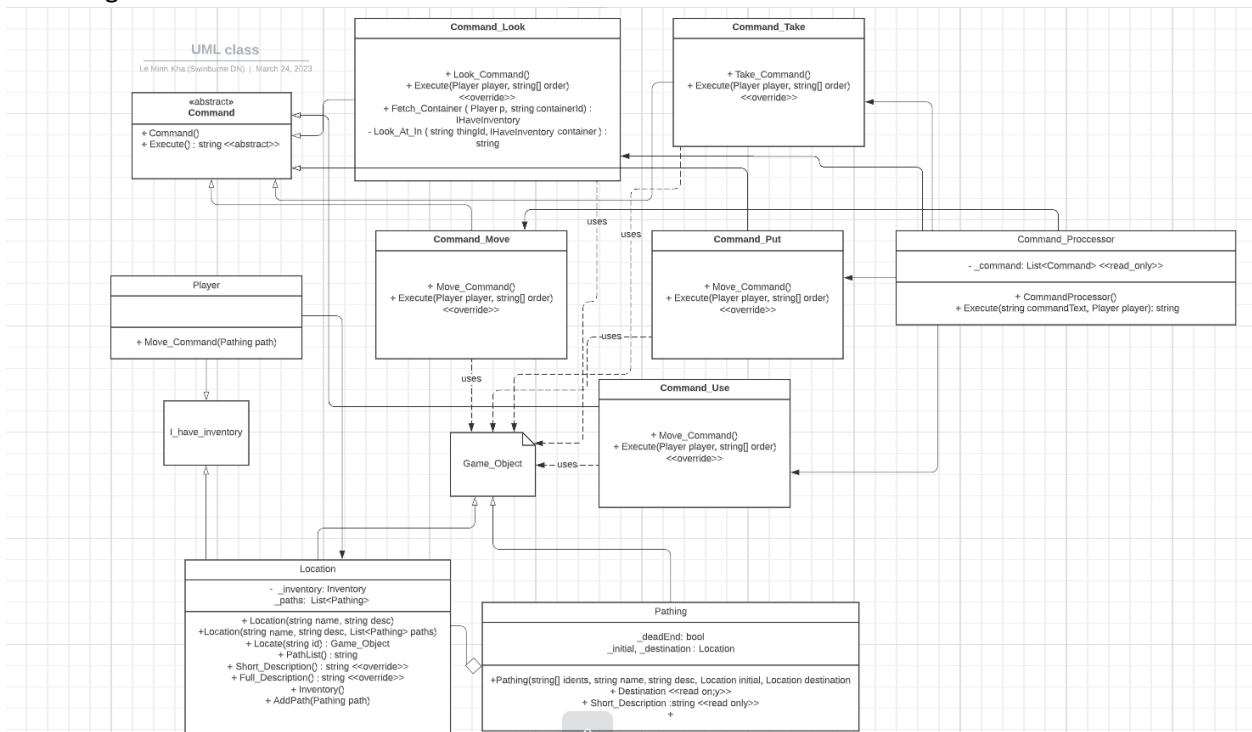 UML class
Le Minh Kha (Swinburne DN) | March 24, 2023
«abstract»
Command
+ Command()
+ Execute() : string <<abstract>>
Command_Look
+ Look_Command()
+ Execute(Player player, string[] order)
<<override>>
+ Fetch_Container ( Player p, string containerId) :
IHaveInventory
- Look_At_In ( string thingId, IHaveInventory container ) :
string
Command_Take
+ Take_Command()
+ Execute(Player player, string[] order)
<<override>>
uses
uses
Command_Move
+ Move_Command()
+ Execute(Player player, string[] order)
<<override>>
Command_Put
+ Move_Command()
+ Execute(Player player, string[] order)
<<override>>
Command_Proccessor
- _command: List<Command> <<read_only>>
+ CommandProcessor()
+ Execute(string commandText, Player player): string
Player
+ Move_Command(Pathing path)
uses
uses
Command_Use
+ Move_Command()
+ Execute(Player player, string[] order)
<<override>>
I_have_inventory
Game_Object
uses
Location
- _inventory: Inventory
_paths: List<Pathing>
+ Location(string name, string desc)
+Location(string name, string desc, List<Pathing> paths)
+ Locate(string id) : Game_Object
+ PathList() : string
+ Short_Description() : string <<override>>
+ Full_Description() : string <<override>>
+ Inventory()
+ AddPath(Pathing path)
Pathing
_deadEnd: bool
_initial, _destination : Location
+Pathing(string[] idents, string name, string desc, Location initial, Location destination
+ Destination <<read on;y>>
+ Short_Description :string <<read only>>
+